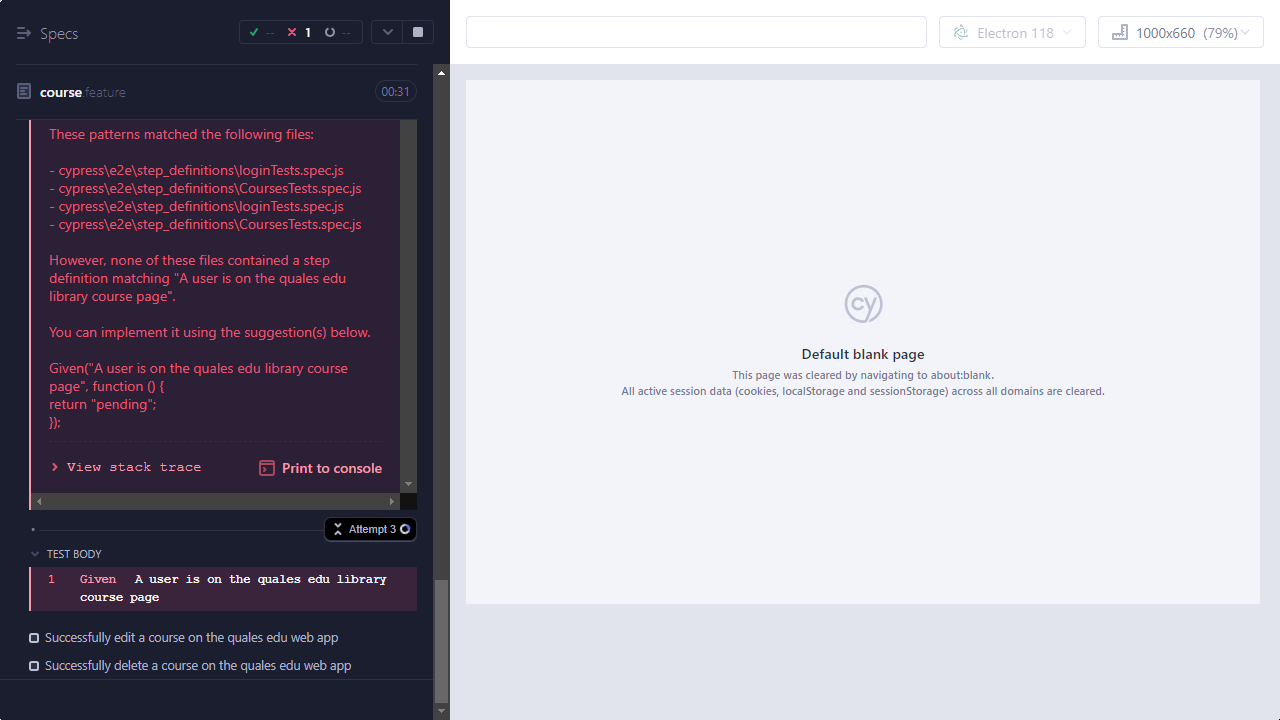 Specs
--
1
--
course.feature
00:31
These patterns matched the following files:
- cypress\e2e\step_definitions\loginTests.spec.js
- cypress\e2e\step_definitions\CoursesTests.spec.js
- cypress\e2e\step_definitions\loginTests.spec.js
- cypress\e2e\step_definitions\CoursesTests.spec.js
However, none of these files contained a step
definition matching "A user is on the quales edu
library course page".
You can implement it using the suggestion(s) below.
Given("A user is on the quales edu library course
page", function () {
return "pending";
});
View stack trace
Print to console
Attempt 3
TEST BODY
1 Given A user is on the quales edu library
course page
Successfully edit a course on the quales edu web app
Successfully delete a course on the quales edu web app
Electron 118
1000x660 (79%)
cy
Default blank page
This page was cleared by navigating to about:blank.
All active session data (cookies, localStorage and sessionStorage) across all domains are cleared.